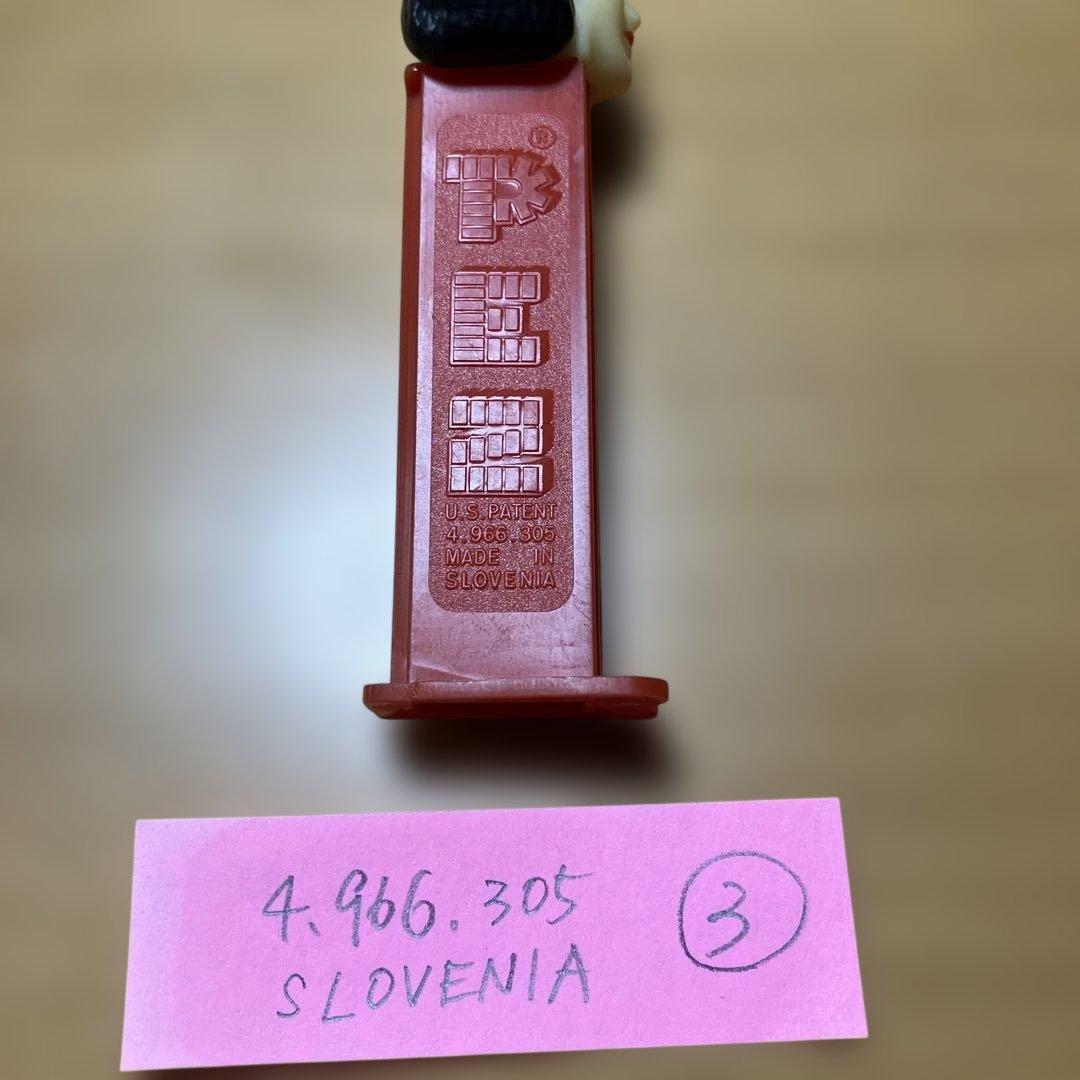 PEZ®
U.S. PATENT
4.966.305
MADE IN
SLOVENIA
4.966.305
SLOVENIA
③